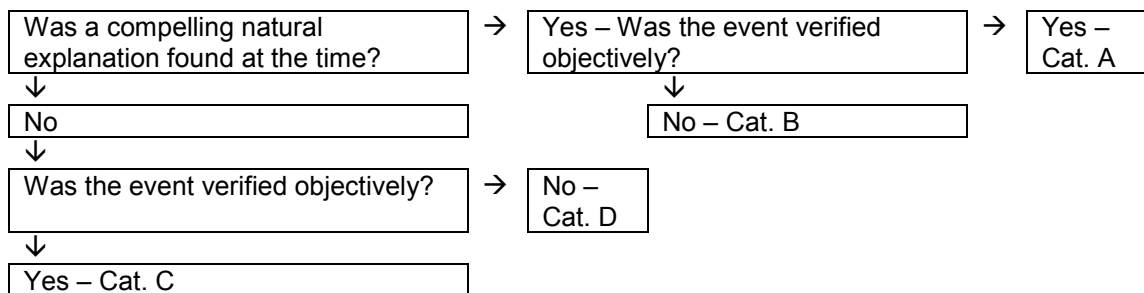 Was a compelling natural
explanation found at the time?
→
Yes – Was the event verified
objectively?
→
Yes –
Cat. A
↓
↓
No
No – Cat. B
↓
Was the event verified objectively?
→
No –
Cat. D
↓
Yes – Cat. C